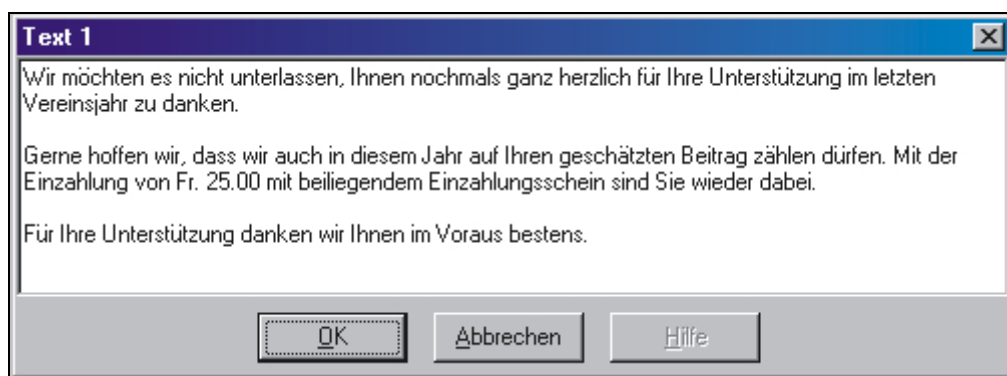 Text 1
Wir möchten es nicht unterlassen, Ihnen nochmals ganz herzlich für Ihre Unterstützung im letzten
Vereinsjahr zu danken.
Gerne hoffen wir, dass wir auch in diesem Jahr auf Ihren geschätzten Beitrag zählen dürfen. Mit der
Einzahlung von Fr. 25.00 mit beiliegendem Einzahlungsschein sind Sie wieder dabei.
Für Ihre Unterstützung danken wir Ihnen im Voraus bestens.
OK Abbrechen Hilfe